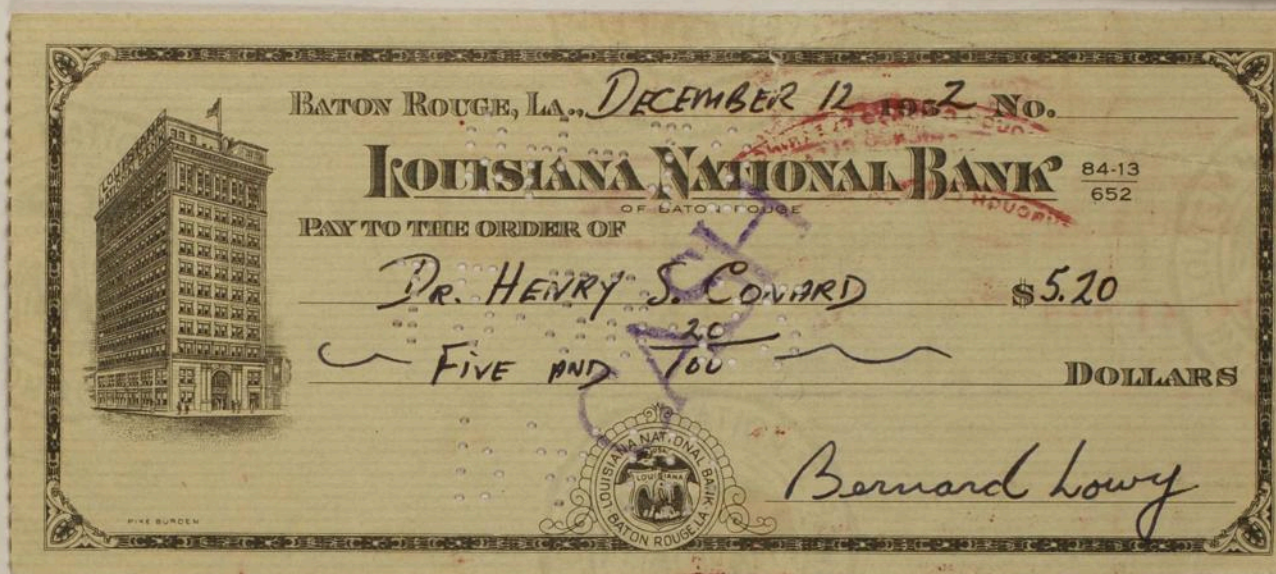 BATON ROUGE, LA., DECEMBER 12 1952 No.
LOUISIANA NATIONAL BANK 84-13
OF BATON ROUGE 652
PAY TO THE ORDER OF
DR. HENRY S. CONARD $ 5.20
FIVE AND 20/100 DOLLARS
CASH
LOUISIANA NATIONAL BANK
LOUISIANA
BATON ROUGE, LA.
Bernard Lowy
PIKE BURDEN